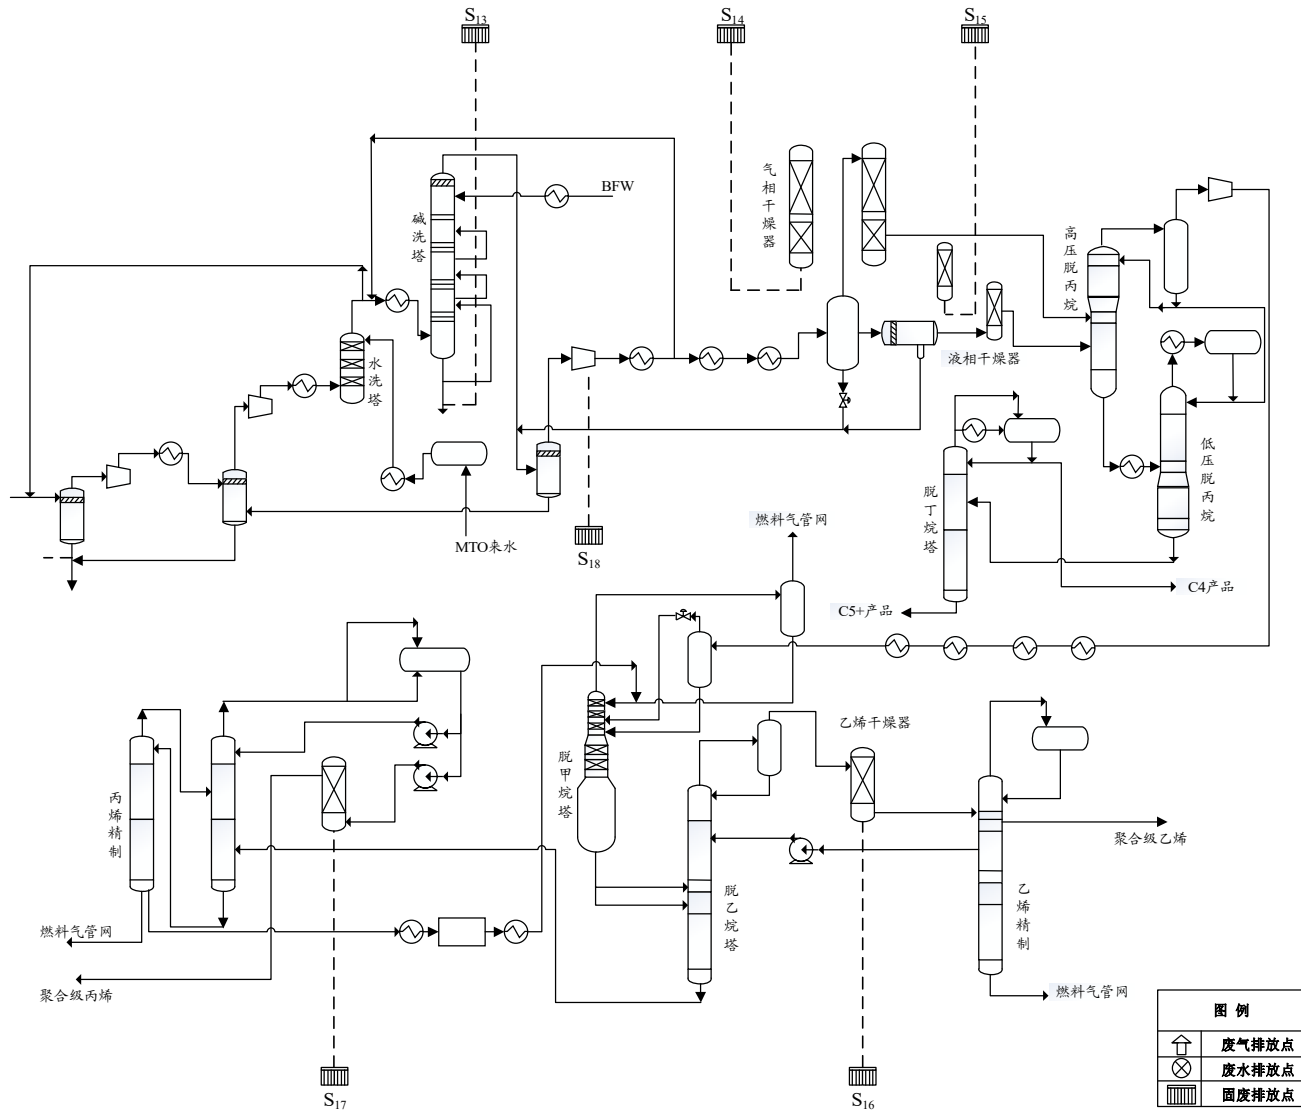 S13
S14
S15
BFW
碱洗塔
气相干燥器
高压脱丙烷
水洗塔
液相干燥器
低压脱丙烷
脱丁烷塔
MTO来水
S18
燃料气管网
C4产品
C5+产品
乙烯干燥器
脱甲烷塔
丙烯精制
聚合级乙烯
脱乙烷塔
乙烯精制
燃料气管网
聚合级丙烯
燃料气管网
S17
S16
图 例
废气排放点
废水排放点
固废排放点